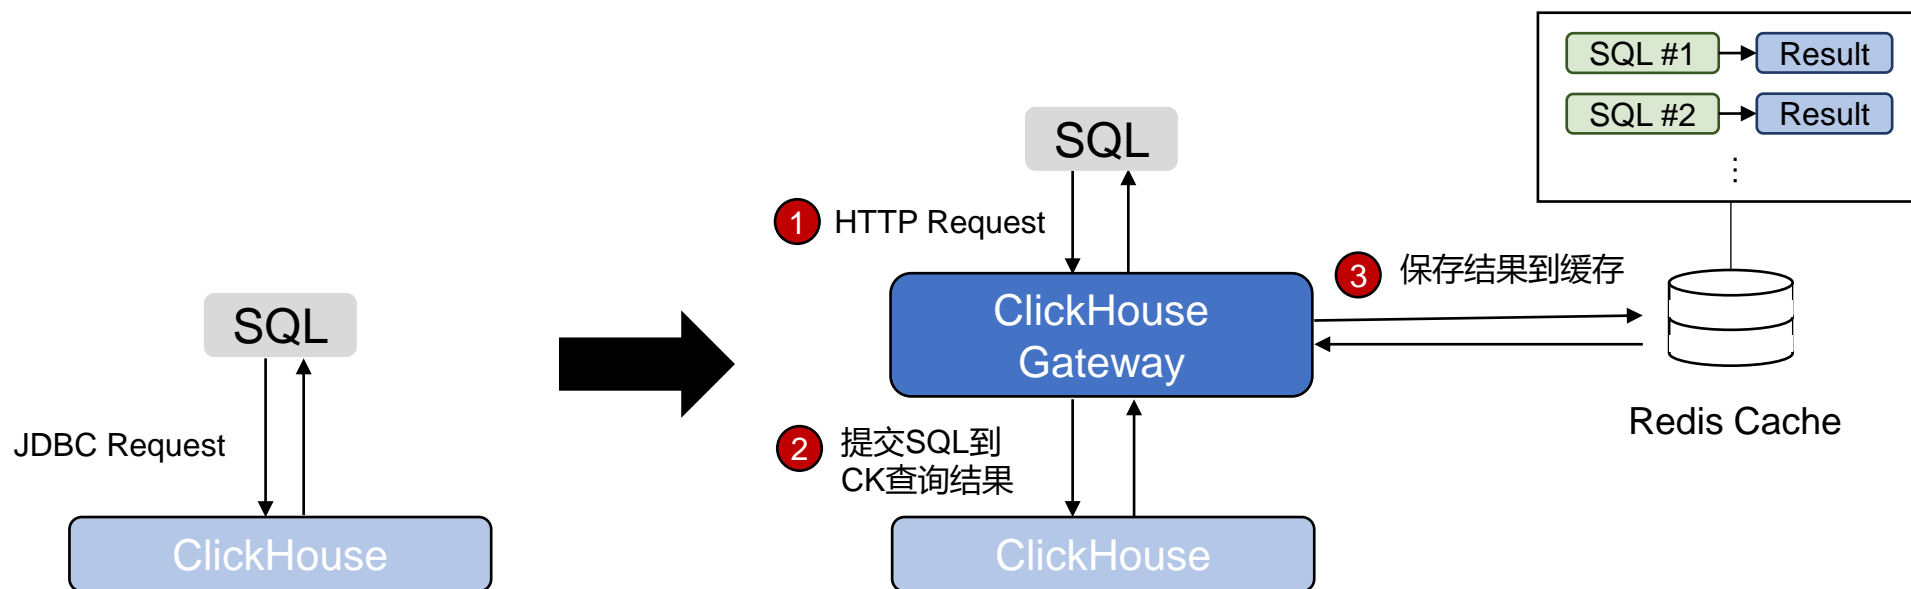 SQL
JDBC Request
ClickHouse
SQL
1 HTTP Request
ClickHouse
Gateway
2 提交SQL到
CK查询结果
ClickHouse
3 保存结果到缓存
SQL #1 Result
SQL #2 Result
⋮
Redis Cache